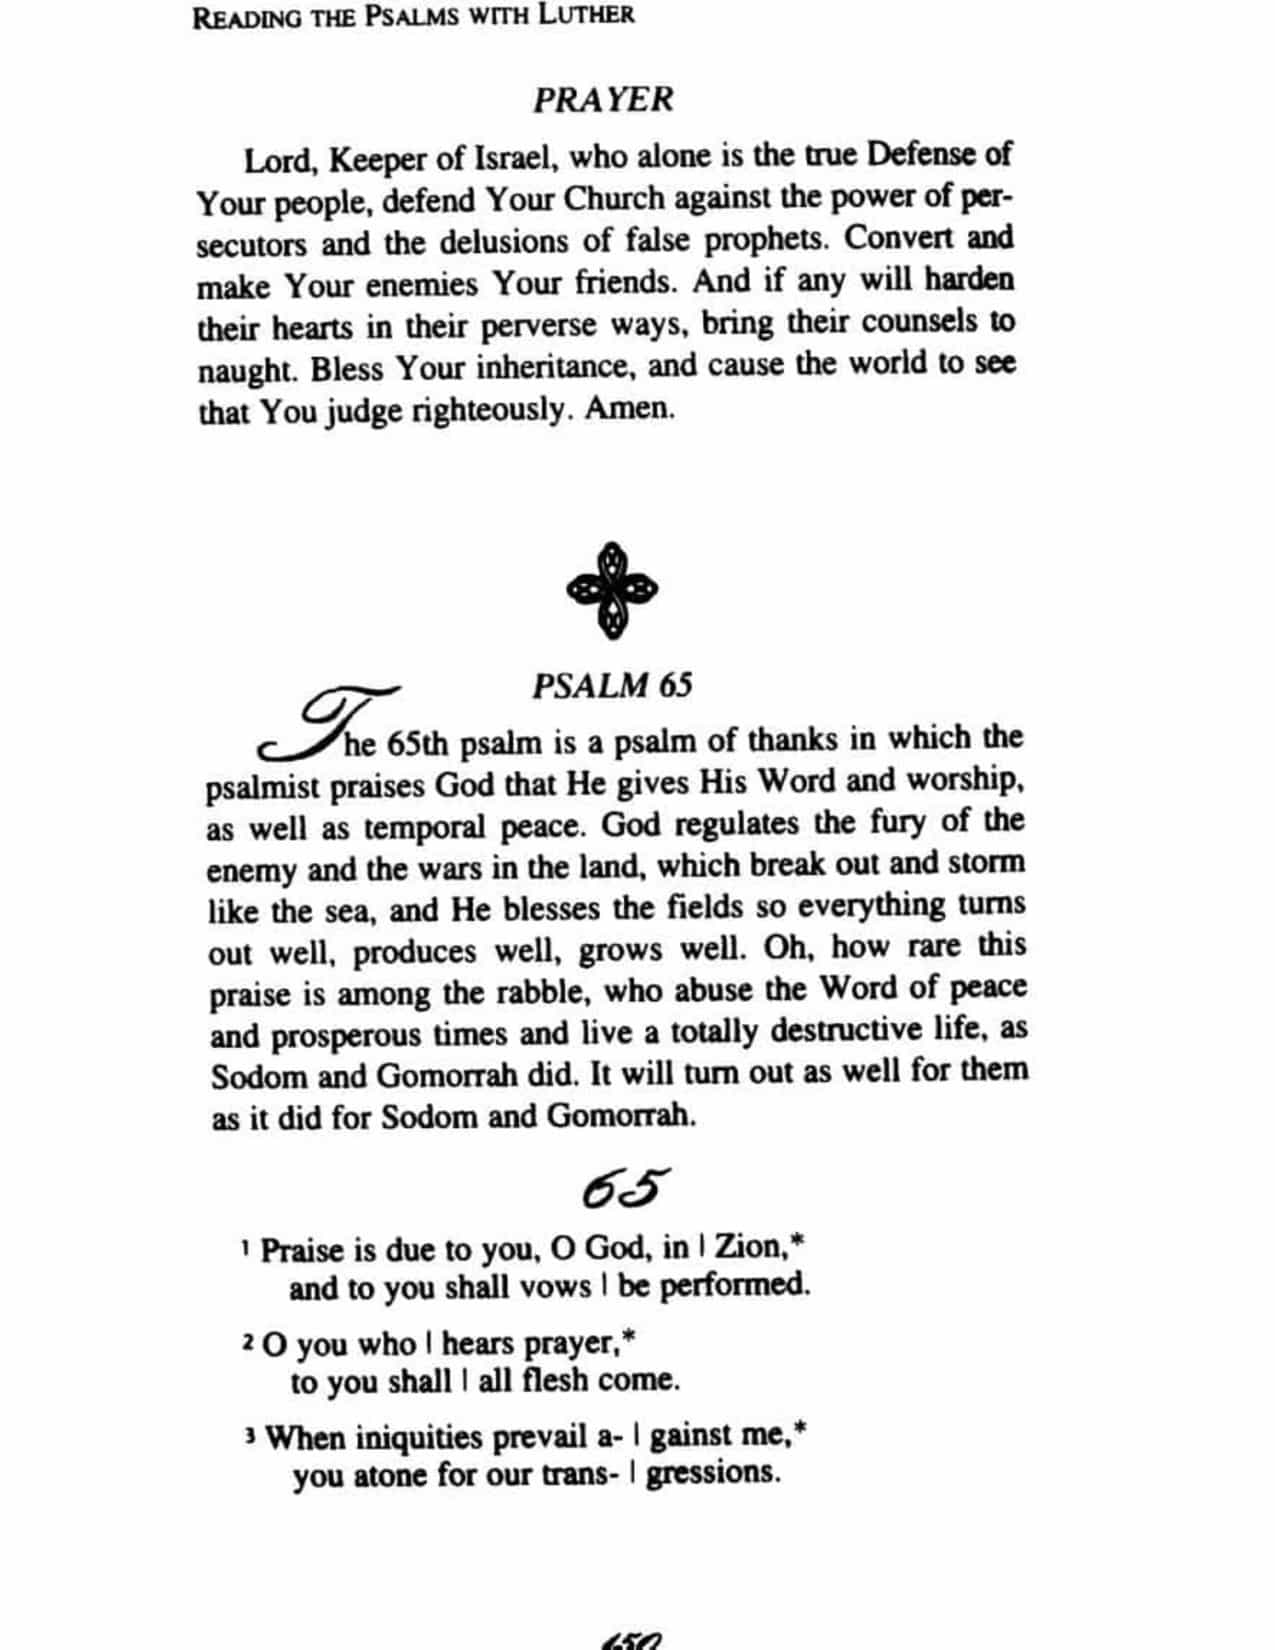 READING THE PSALMS WITH LUTHER
PRAYER
Lord, Keeper of Israel, who alone is the true Defense of
Your people, defend Your Church against the power of per-
secutors and the delusions of false prophets. Convert and
make Your enemies Your friends. And if any will harden
their hearts in their perverse ways, bring their counsels to
naught. Bless Your inheritance, and cause the world to see
that You judge righteously. Amen.
PSALM 65
The 65th psalm is a psalm of thanks in which the
psalmist praises God that He gives His Word and worship,
as well as temporal peace. God regulates the fury of the
enemy and the wars in the land, which break out and storm
like the sea, and He blesses the fields so everything turns
out well, produces well, grows well. Oh, how rare this
praise is among the rabble, who abuse the Word of peace
and prosperous times and live a totally destructive life, as
Sodom and Gomorrah did. It will turn out as well for them
as it did for Sodom and Gomorrah.
65
1 Praise is due to you, O God, in | Zion,*
and to you shall vows | be performed.
2 O you who | hears prayer,*
to you shall | all flesh come.
3 When iniquities prevail a- | gainst me,*
you atone for our trans- | gressions.